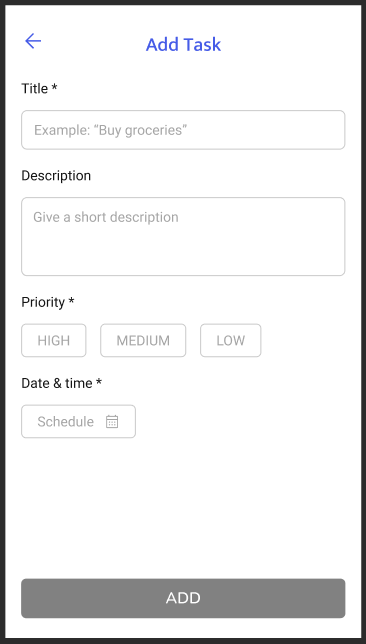 Add Task
Title *
Example: “Buy groceries”
Description
Give a short description
Priority *
HIGH MEDIUM LOW
Date & time *
Schedule
ADD